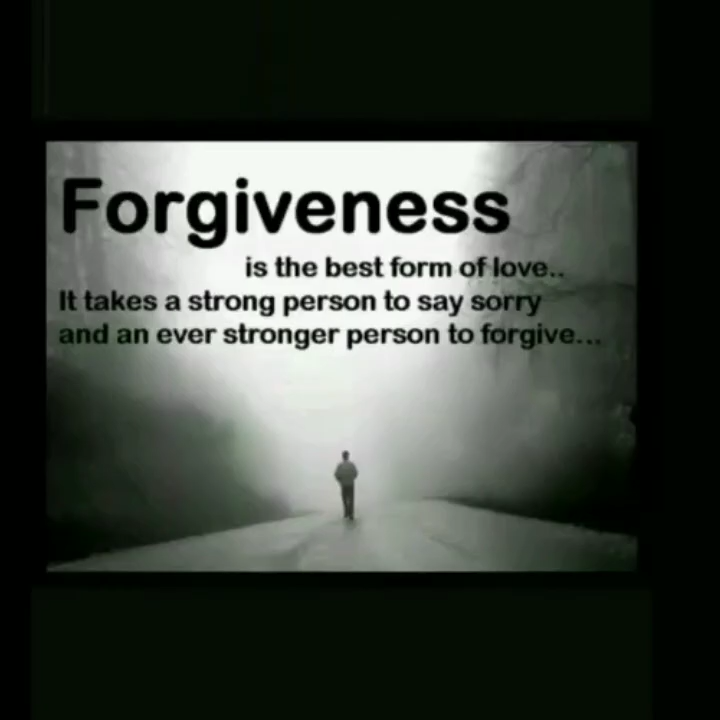 Forgiveness
is the best form of love..
It takes a strong person to say sorry
and an ever stronger person to forgive...